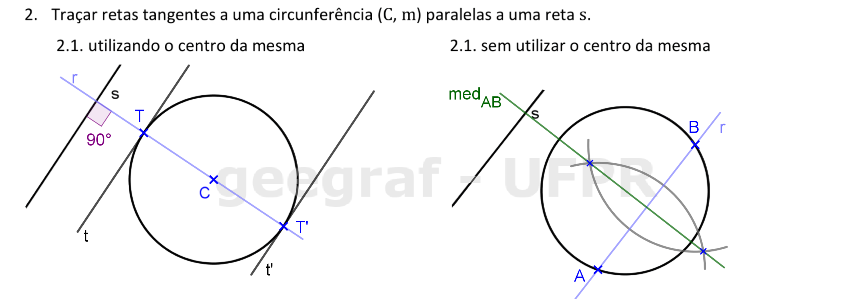 2. Traçar retas tangentes a uma circunferência (C, m) paralelas a uma reta s.
2.1. utilizando o centro da mesma
2.1. sem utilizar o centro da mesma
r
s
T
90°
C
T'
t
t'
med AB
s
B
r
A
geograf - UFPR